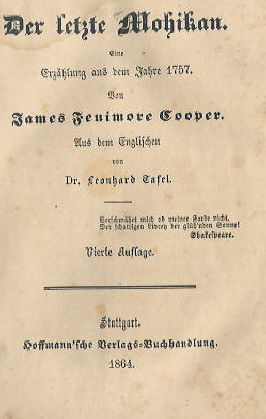 Der letzte Mohikan.
Eine
Erzählung aus dem Jahre 1757.
Von
James Fenimore Cooper.
Aus dem Englischen
von
Dr. Leonhard Tafel.
Verschmähet mich ob meiner Farbe nicht,
Der schattigen Livrey der glüh'nden Sonne!
Shakespeare.
Vierte Auflage.
Stuttgart.
Hoffmann'sche Verlags-Buchhandlung.
1864.